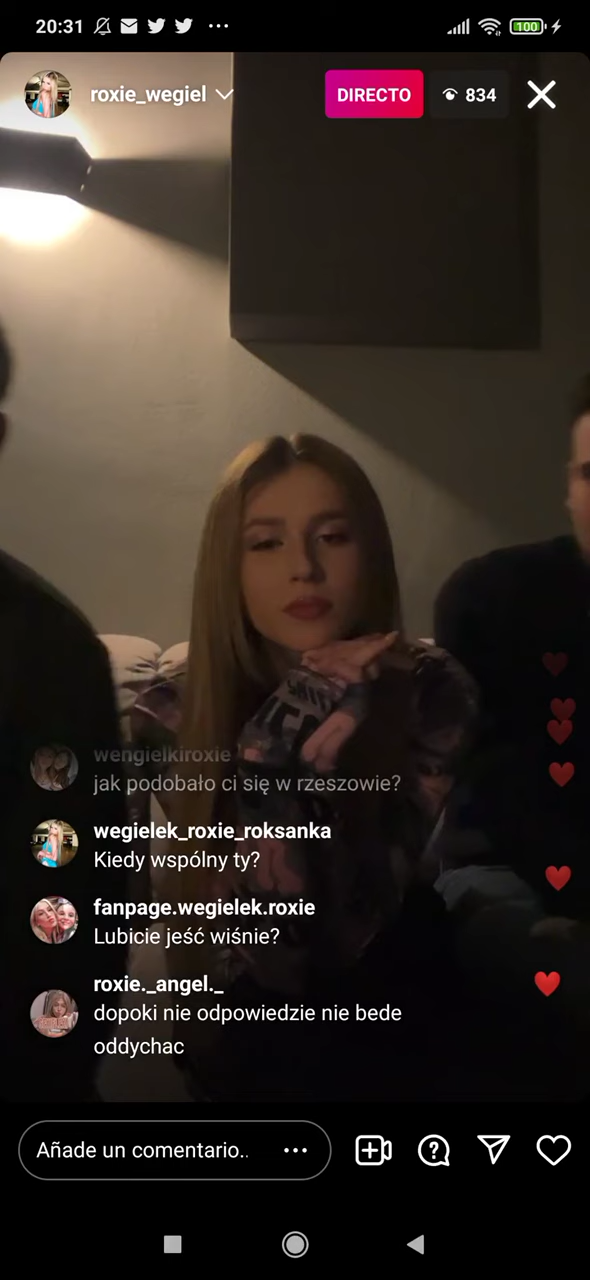 20:31
100
roxie_wegiel
DIRECTO
834
wengielkiroxie
jak podobało ci się w rzeszowie?
wegielek_roxie_roksanka
Kiedy wspólny ty?
fanpage.wegielek.roxie
Lubicie jeść wiśnie?
roxie._angel._
dopoki nie odpowiedzie nie bede
oddychac
Añade un comentario..